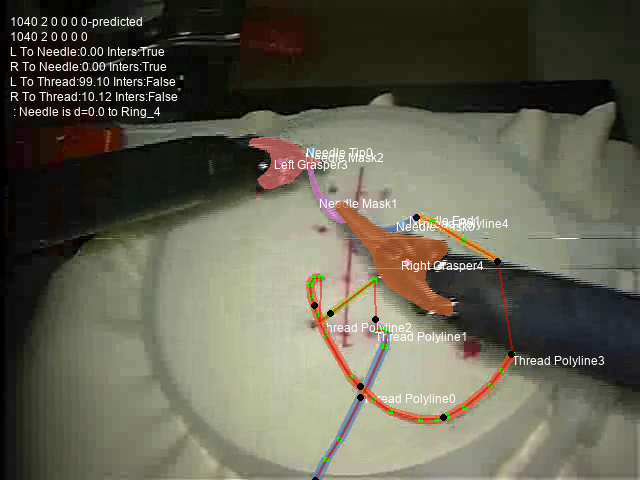 1040 2 0 0 0 0-predicted
1040 2 0 0 0 0
L To Needle:0.00 Inters:True
R To Needle:0.00 Inters:True
L To Thread:99.10 Inters:False
R To Thread:10.12 Inters:False
: Needle is d=0.0 to Ring_4
Needle Tip0
Needle Mask2
Left Grasper3
Needle Mask1
Needle End1
Thread Polyline4
Needle Mask0
Right Grasper4
Thread Polyline2
Thread Polyline1
Thread Polyline3
Thread Polyline0